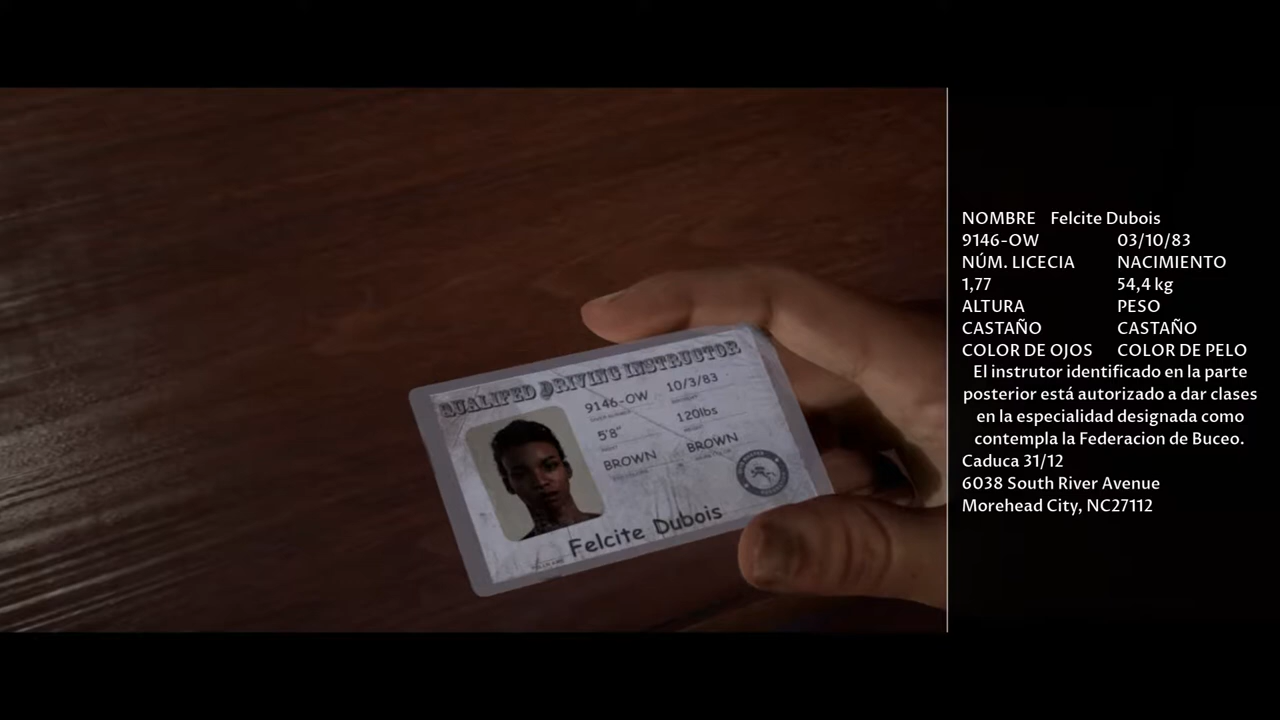 QUALIFED DRIVING INSTRUCTOR
9146-OW 10/3/83
5'8" 120lbs
BROWN BROWN
Felcite Dubois
NOMBRE Felcite Dubois
9146-OW 03/10/83
NÚM. LICECIA NACIMIENTO
1,77 54,4 kg
ALTURA PESO
CASTAÑO CASTAÑO
COLOR DE OJOS COLOR DE PELO
El instrutor identificado en la parte
posterior está autorizado a dar clases
en la especialidad designada como
contempla la Federacion de Buceo.
Caduca 31/12
6038 South River Avenue
Morehead City, NC27112